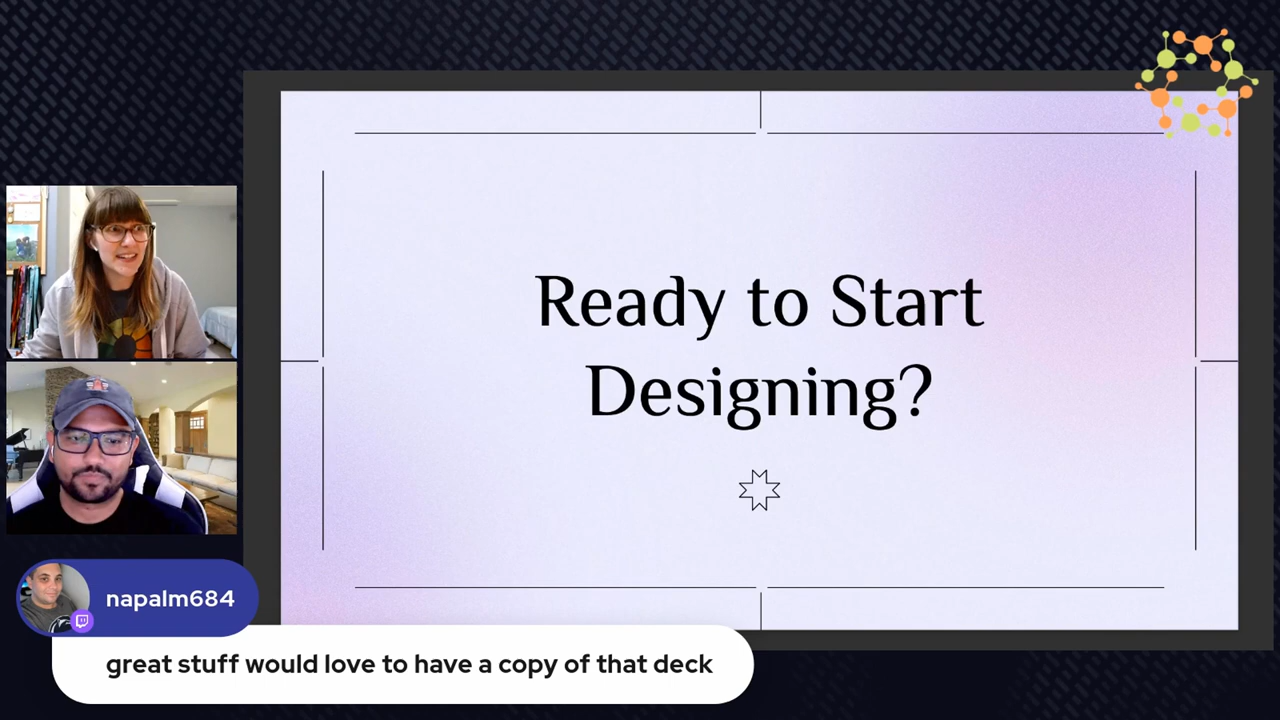 Ready to Start
Designing?
napalm684
great stuff would love to have a copy of that deck